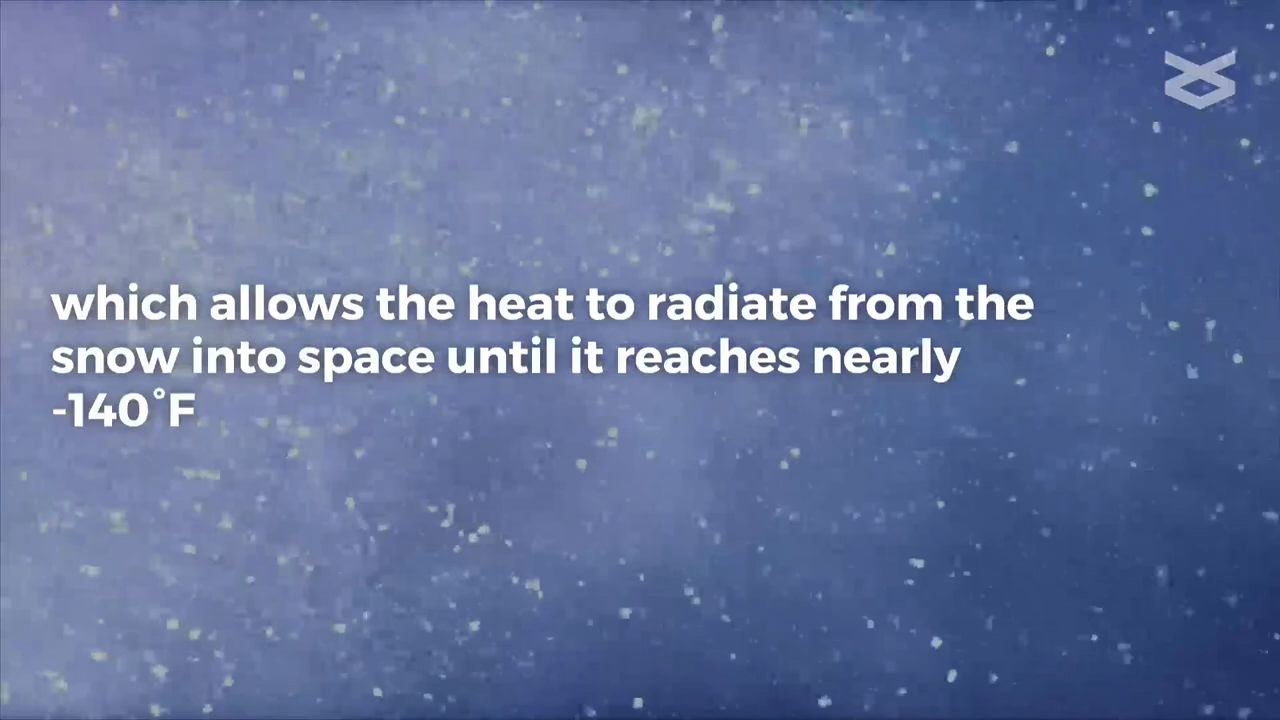 which allows the heat to radiate from the
snow into space until it reaches nearly
-140˚F